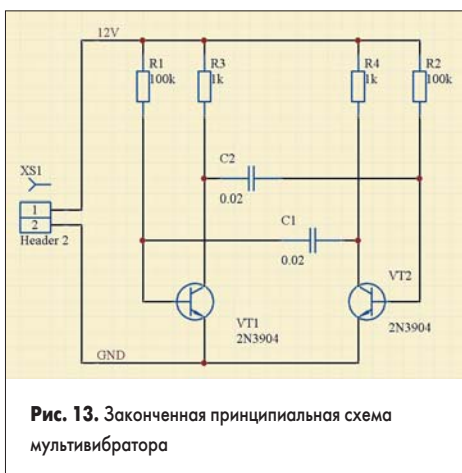 12V
R1
100k
R3
1k
R4
1k
R2
100k
C2
0.02
XS1
1
2
Header 2
C1
0.02
VT2
2N3904
VT1
2N3904
GND
Рис. 13. Законченная принципиальная схема
мультивибратора